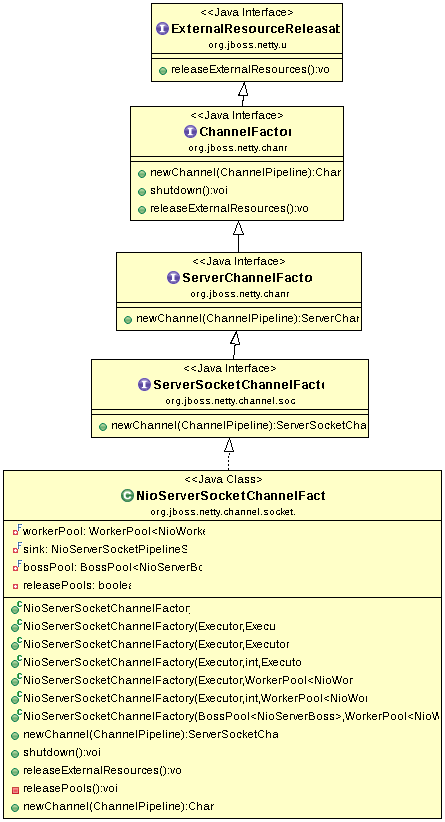 <<Java Interface>>
ExternalResourceReleasat
org.jboss.netty.u
releaseExternalResources():vo
<<Java Interface>>
ChannelFactor
org.jboss.netty.chanr
newChannel(ChannelPipeline):Char
shutdown():voi
releaseExternalResources():vo
<<Java Interface>>
ServerChannelFacto
org.jboss.netty.chanr
newChannel(ChannelPipeline):ServerChar
<<Java Interface>>
ServerSocketChannelFacto
org.jboss.netty.channel.soc
newChannel(ChannelPipeline):ServerSocketCha
<<Java Class>>
NioServerSocketChannelFact
org.jboss.netty.channel.socket.
workerPool: WorkerPool<NioWorke
sink: NioServerSocketPipelineS
bossPool: BossPool<NioServerBo
releasePools: boolea
NioServerSocketChannelFactor
NioServerSocketChannelFactory(Executor,Execu
NioServerSocketChannelFactory(Executor,Executor
NioServerSocketChannelFactory(Executor,int,Executo
NioServerSocketChannelFactory(Executor,WorkerPool<NioWor
NioServerSocketChannelFactory(Executor,int,WorkerPool<NioWor
NioServerSocketChannelFactory(BossPool<NioServerBoss>,WorkerPool<NioW
newChannel(ChannelPipeline):ServerSocketCha
shutdown():voi
releaseExternalResources():vo
releasePools():voi
newChannel(ChannelPipeline):Char